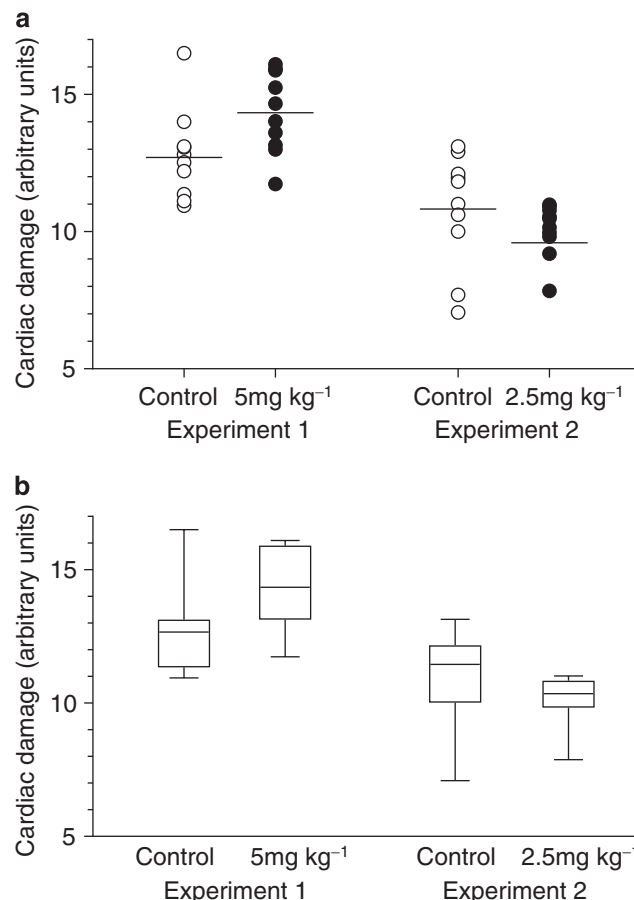 a
Cardiac damage (arbitrary units)
15
10
5
Control 5mg kg⁻¹ Control 2.5mg kg⁻¹
Experiment 1 Experiment 2
b
Cardiac damage (arbitrary units)
15
10
5
Control 5mg kg⁻¹ Control 2.5mg kg⁻¹
Experiment 1 Experiment 2